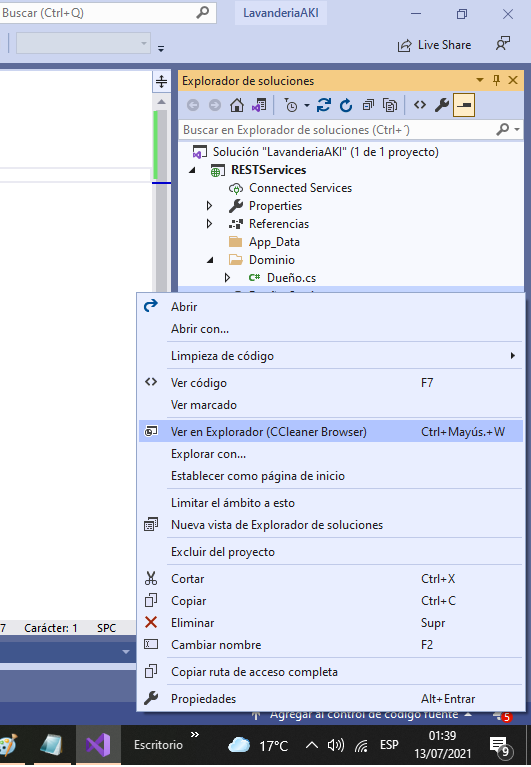 Buscar (Ctrl+Q)
LavanderiaAKI
Live Share
Explorador de soluciones
Buscar en Explorador de soluciones (Ctrl+´)
Solución "LavanderiaAKI" (1 de 1 proyecto)
RESTServices
Connected Services
Properties
Referencias
App_Data
Dominio
C# Dueño.cs
Abrir
Abrir con...
Limpieza de código
Ver código F7
Ver marcado
Ver en Explorador (CCleaner Browser) Ctrl+Mayús.+W
Explorar con...
Establecer como página de inicio
Limitar el ámbito a esto
Nueva vista de Explorador de soluciones
Excluir del proyecto
Cortar Ctrl+X
Copiar Ctrl+C
Eliminar Supr
Cambiar nombre F2
Copiar ruta de acceso completa
Propiedades Alt+Entrar
7 Carácter: 1 SPC
Agregar al control de código fuente 5
Escritorio » 17°C ESP 01:39
13/07/2021 9